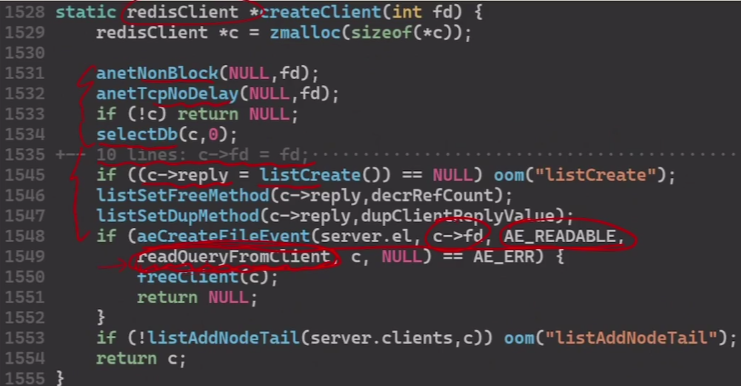 1528 static redisClient *createClient(int fd) {
1529     redisClient *c = zmalloc(sizeof(*c));
1530
1531     anetNonBlock(NULL,fd);
1532     anetTcpNoDelay(NULL,fd);
1533     if (!c) return NULL;
1534     selectDb(c,0);
1535 +-- 10 lines: c->fd = fd;
1545     if ((c->reply = listCreate()) == NULL) oom("listCreate");
1546     listSetFreeMethod(c->reply,decrRefCount);
1547     listSetDupMethod(c->reply,dupClientReplyValue);
1548     if (aeCreateFileEvent(server.el, c->fd, AE_READABLE,
1549         readQueryFromClient, c, NULL) == AE_ERR) {
1550         freeClient(c);
1551         return NULL;
1552     }
1553     if (!listAddNodeTail(server.clients,c)) oom("listAddNodeTail");
1554     return c;
1555 }